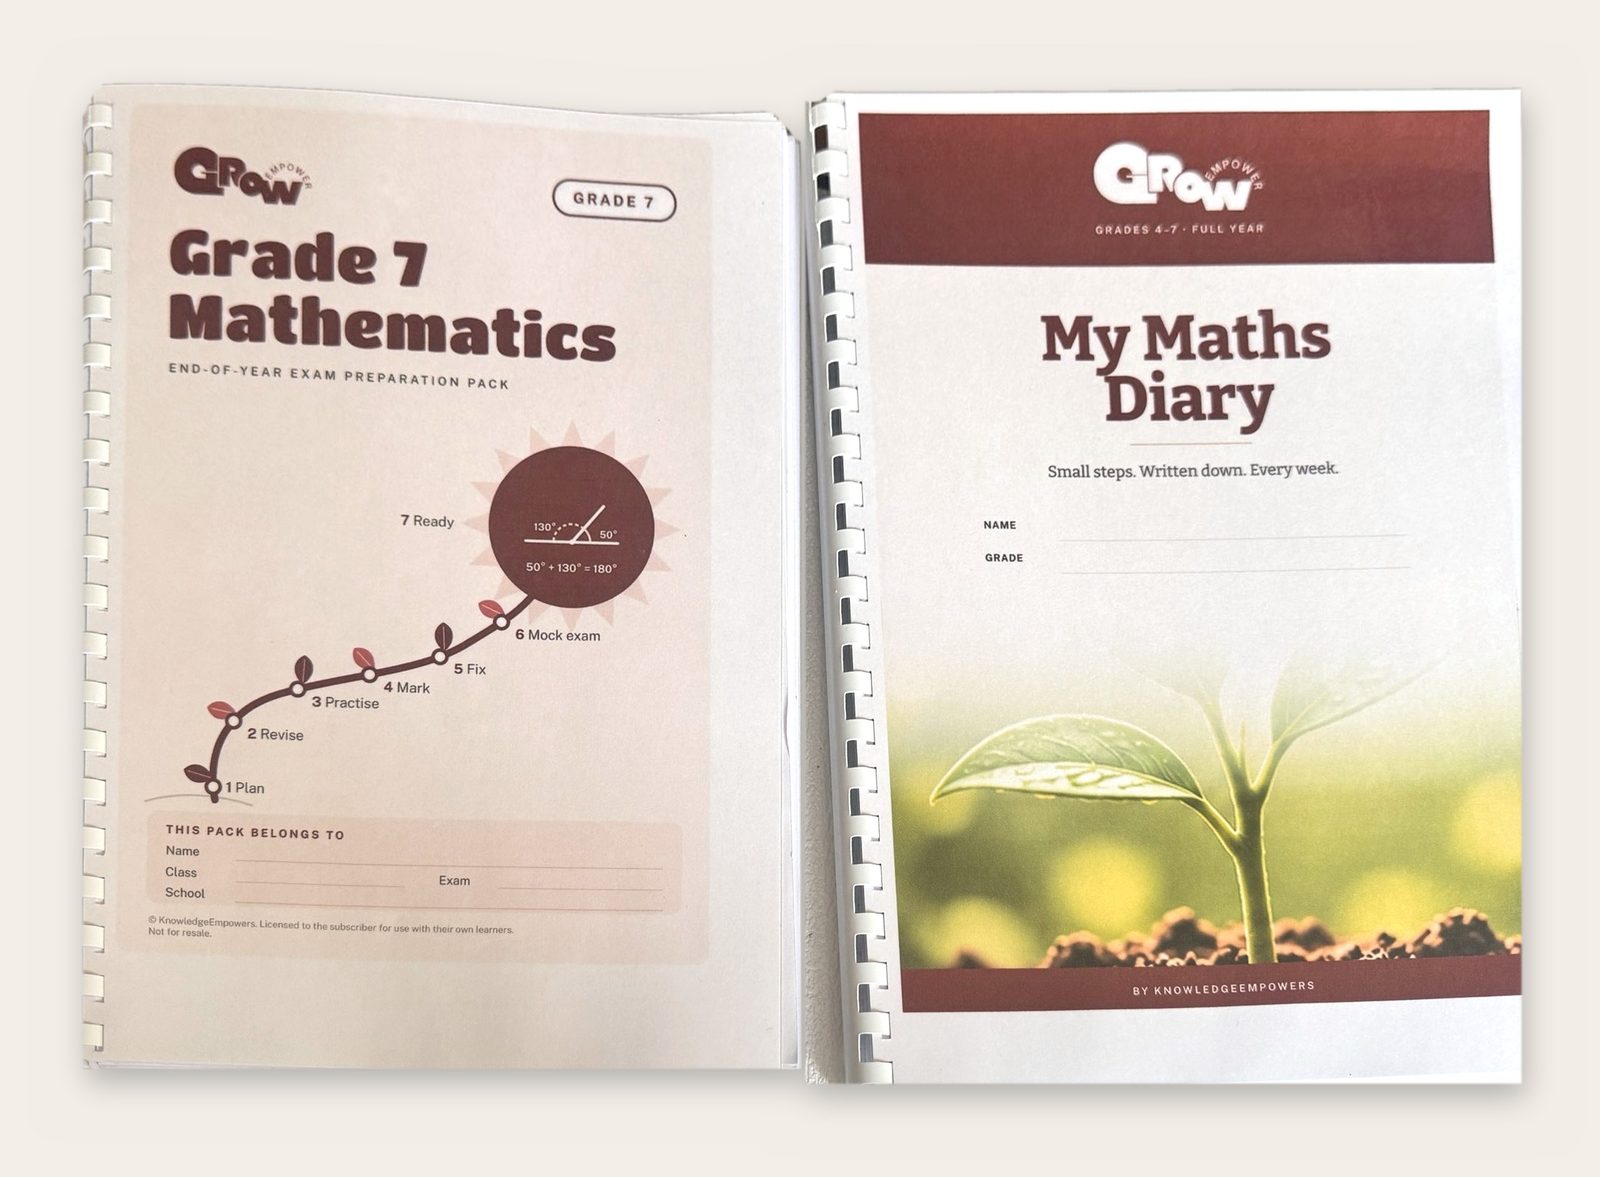 GROW EMPOWER
GRADE 7
Grade 7
Mathematics
END-OF-YEAR EXAM PREPARATION PACK
7 Ready
130°
50°
50° + 130° = 180°
6 Mock exam
5 Fix
4 Mark
3 Practise
2 Revise
1 Plan
THIS PACK BELONGS TO
Name
Class
Exam
School
© KnowledgeEmpowers. Licensed to the subscriber for use with their own learners.
Not for resale.
GROW EMPOWER
GRADES 4–7 · FULL YEAR
My Maths
Diary
Small steps. Written down. Every week.
NAME
GRADE
BY KNOWLEDGEEMPOWERS